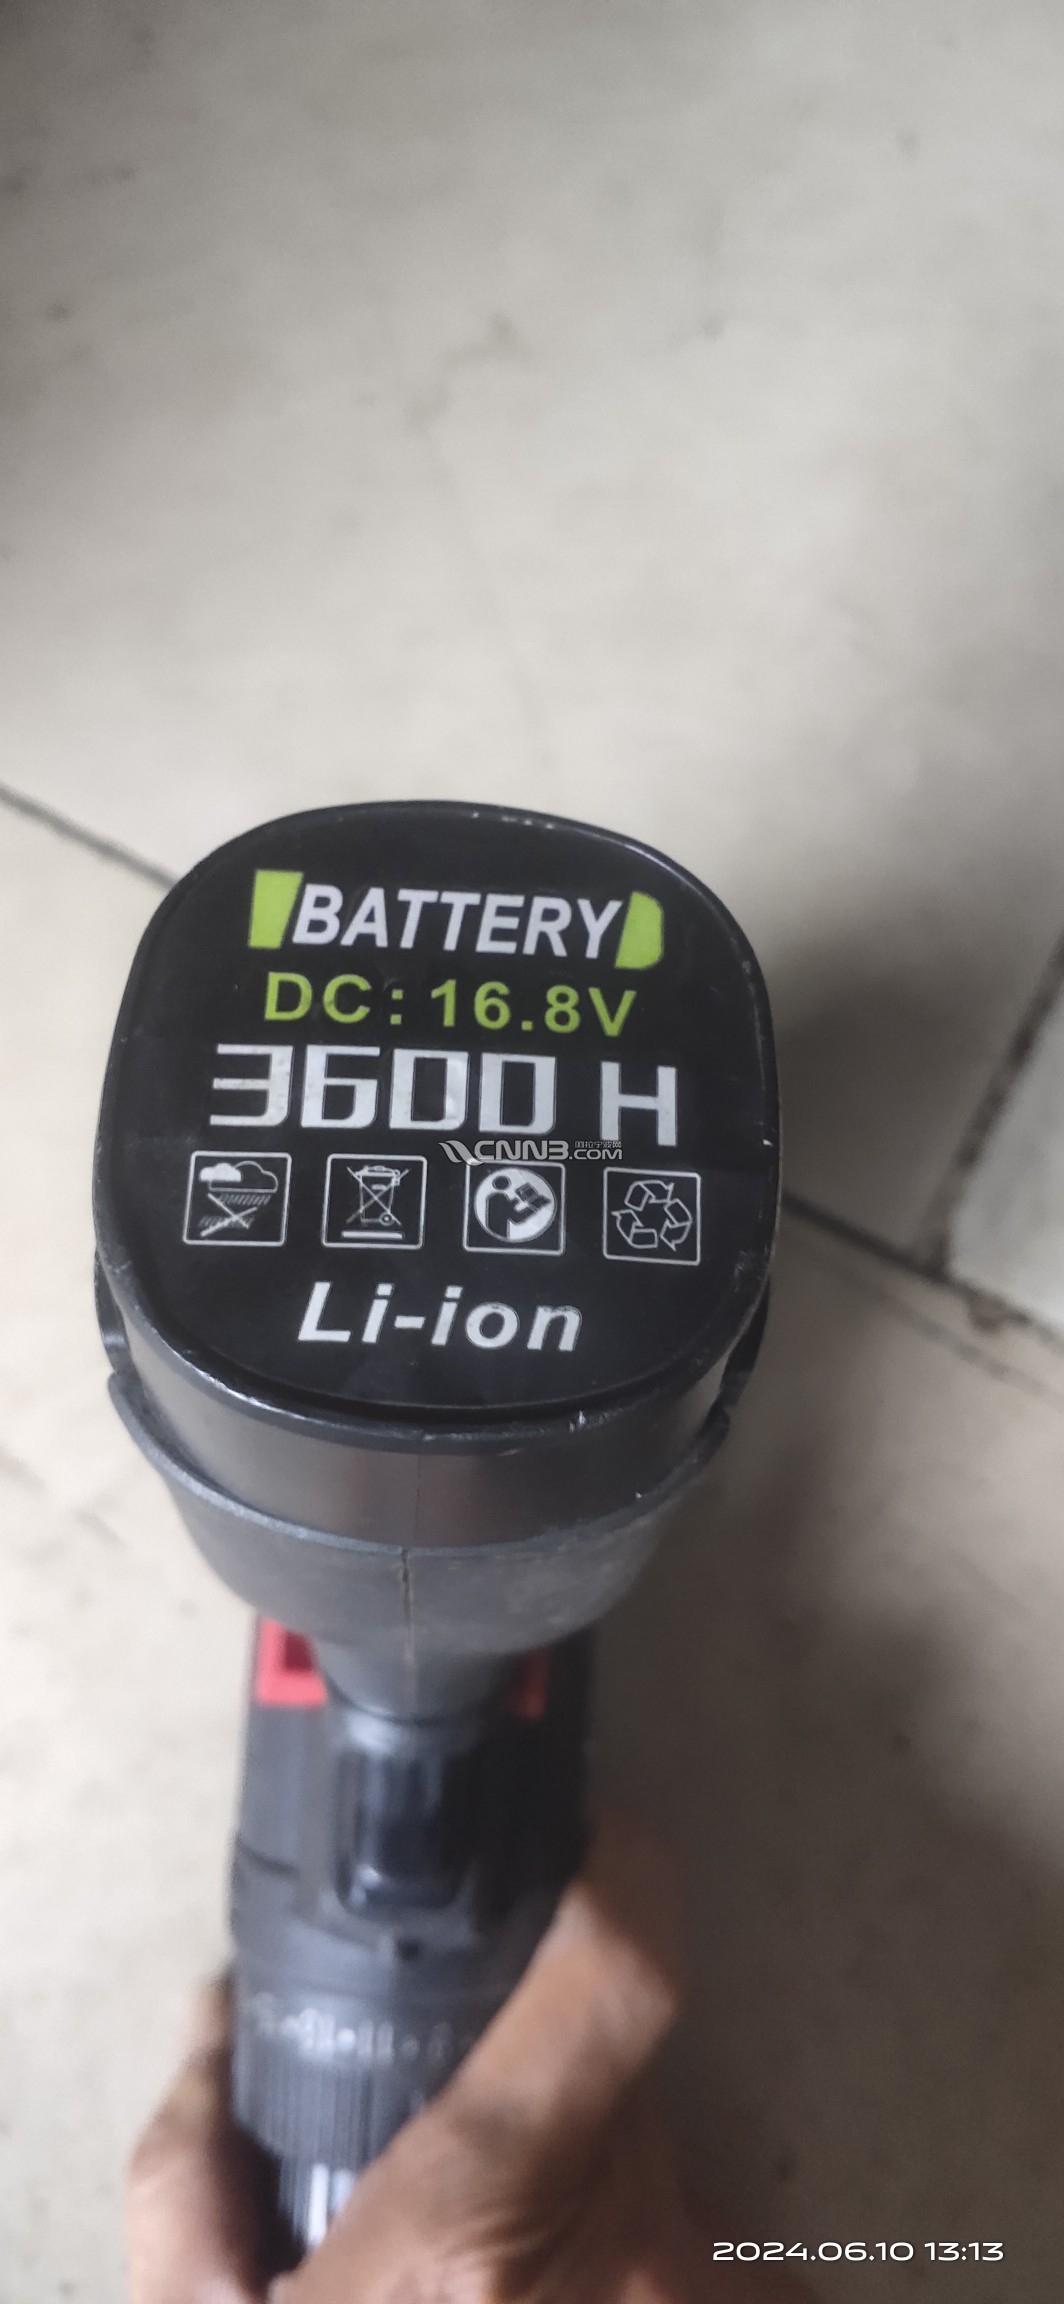 BATTERY
DC: 16.8V
3600 H
CNNB.COM
Li-ion
2024.06.10 13:13